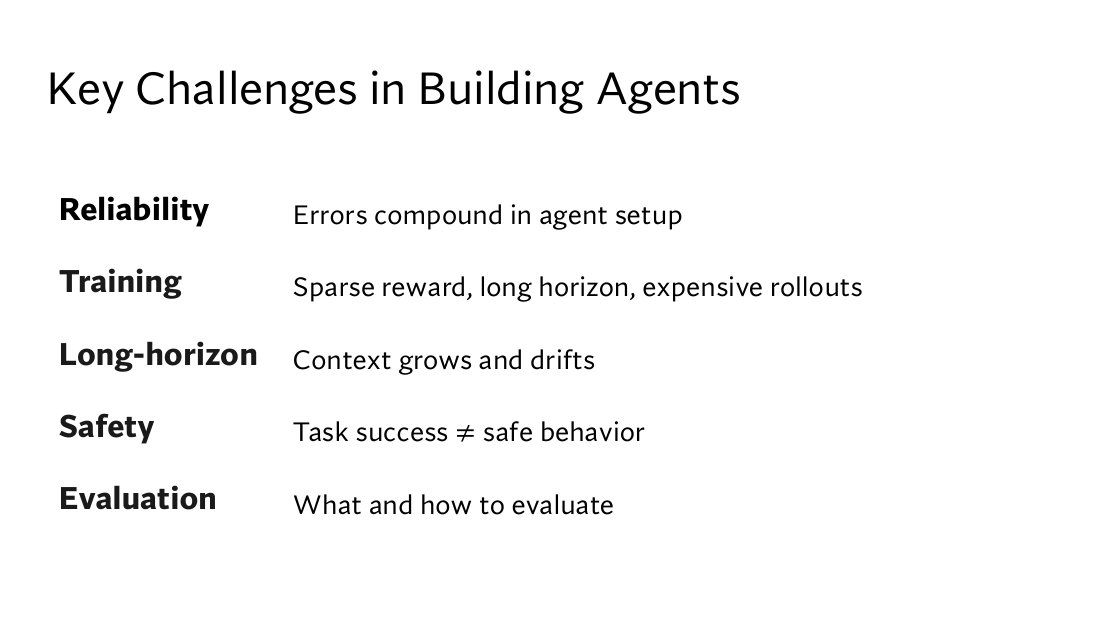 Key Challenges in Building Agents
Reliability Errors compound in agent setup
Training Sparse reward, long horizon, expensive rollouts
Long-horizon Context grows and drifts
Safety Task success ≠ safe behavior
Evaluation What and how to evaluate